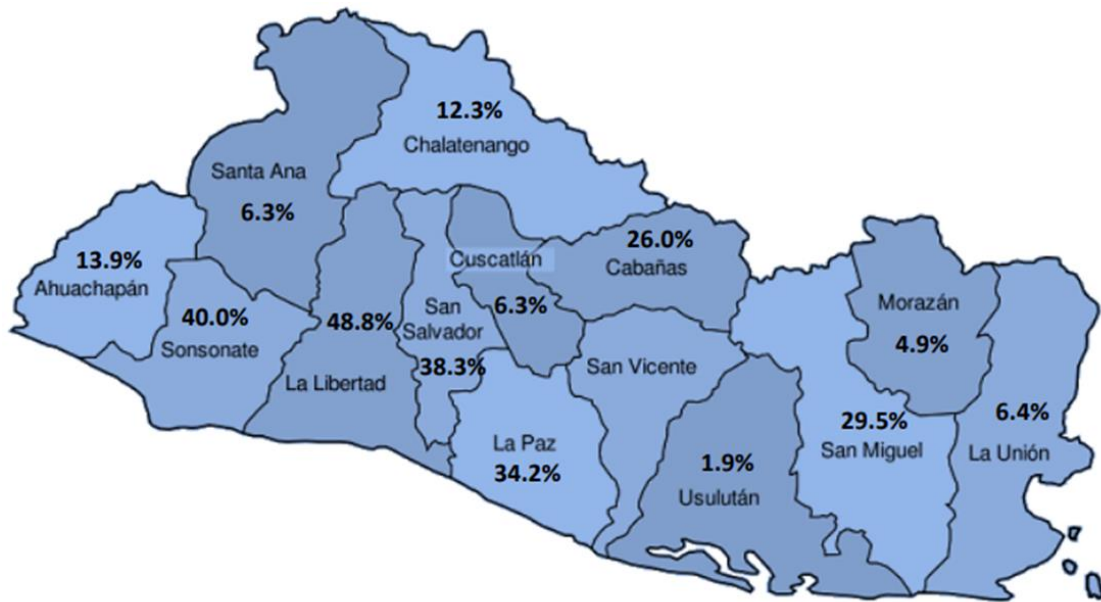 12.3%
Chalatenango
Santa Ana
6.3%
13.9%
Ahuachapán
40.0%
Sonsonate
48.8%
La Libertad
San
Salvador
38.3%
Cuscatlán
6.3%
26.0%
Cabañas
San Vicente
La Paz
34.2%
1.9%
Usulután
29.5%
San Miguel
Morazán
4.9%
6.4%
La Unión